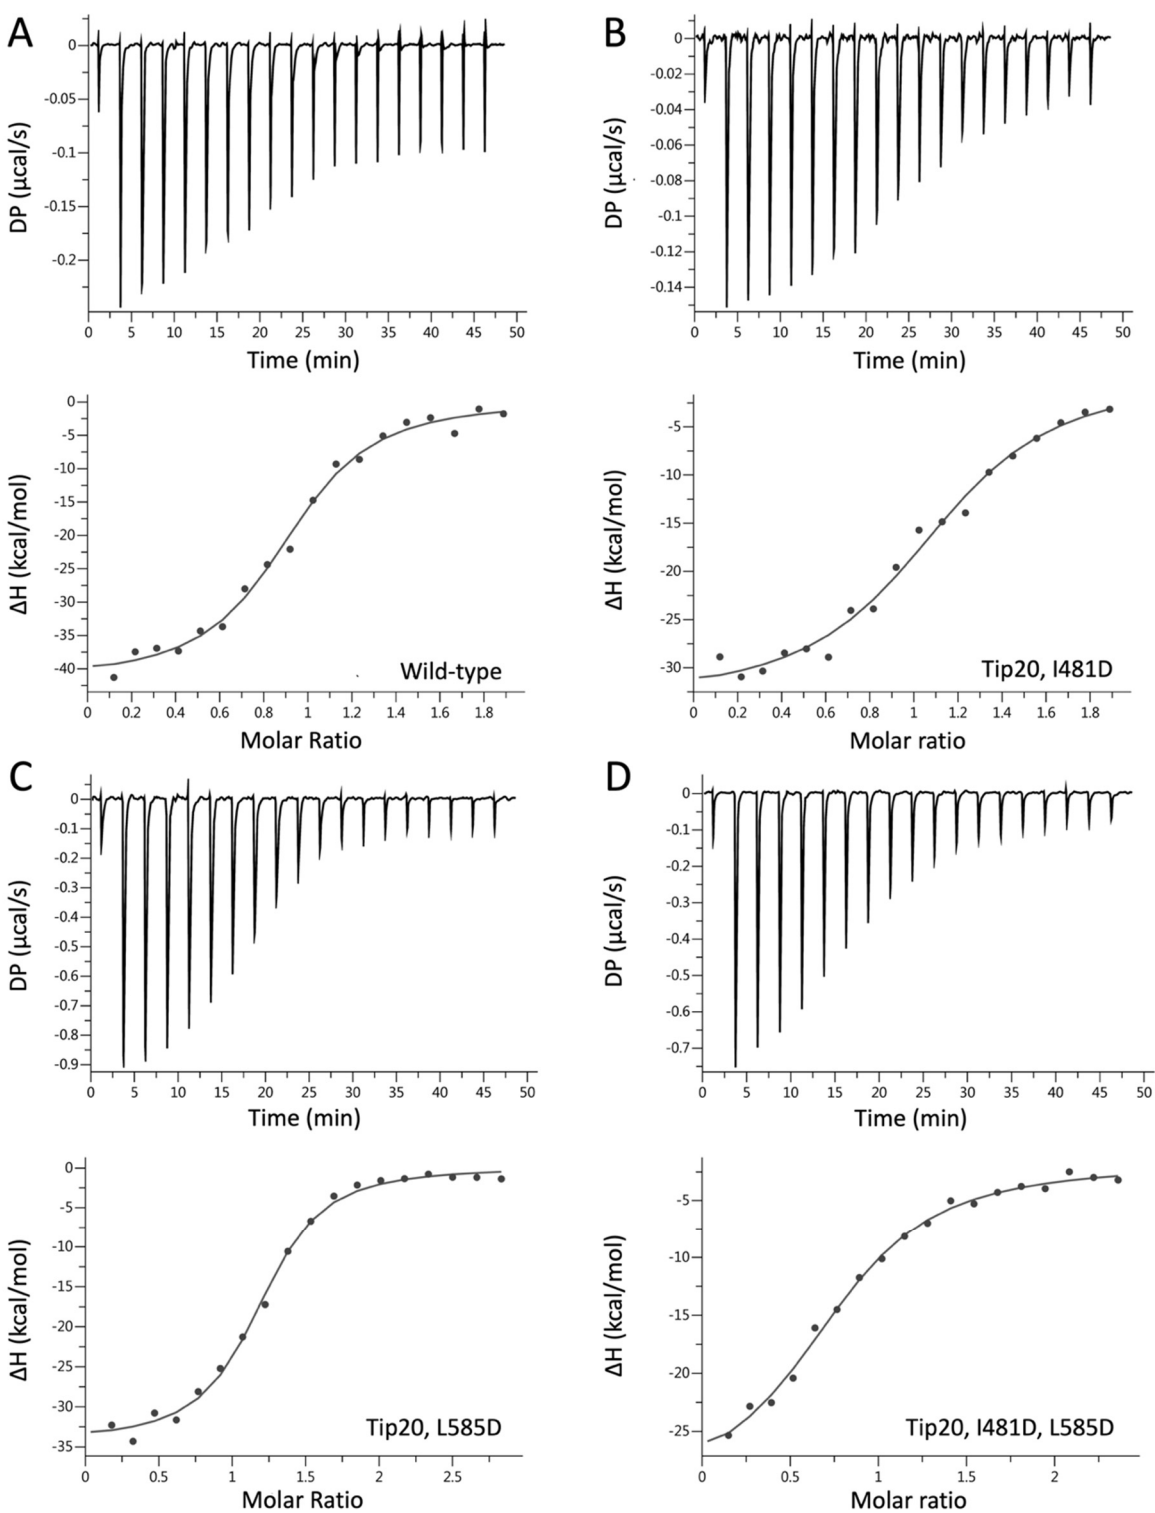 A
0
-0.05
-0.1
-0.15
-0.2
DP (µcal/s)
0 5 10 15 20 25 30 35 40 45 50
Time (min)
0
-5
-10
-15
-20
-25
-30
-35
-40
ΔH (kcal/mol)
Wild-type
0 0.2 0.4 0.6 0.8 1 1.2 1.4 1.6 1.8
Molar Ratio
B
0
-0.02
-0.04
-0.06
-0.08
-0.1
-0.12
-0.14
DP (µcal/s)
0 5 10 15 20 25 30 35 40 45 50
Time (min)
-5
-10
-15
-20
-25
-30
ΔH (kcal/mol)
Tip20, I481D
0 0.2 0.4 0.6 0.8 1 1.2 1.4 1.6 1.8
Molar ratio
C
0
-0.1
-0.2
-0.3
-0.4
-0.5
-0.6
-0.7
-0.8
-0.9
DP (µcal/s)
0 5 10 15 20 25 30 35 40 45 50
Time (min)
0
-5
-10
-15
-20
-25
-30
-35
ΔH (kcal/mol)
Tip20, L585D
0 0.5 1 1.5 2 2.5
Molar Ratio
D
0
-0.1
-0.2
-0.3
-0.4
-0.5
-0.6
-0.7
DP (µcal/s)
0 5 10 15 20 25 30 35 40 45 50
Time (min)
-5
-10
-15
-20
-25
ΔH (kcal/mol)
Tip20, I481D, L585D
0 0.5 1 1.5 2
Molar ratio